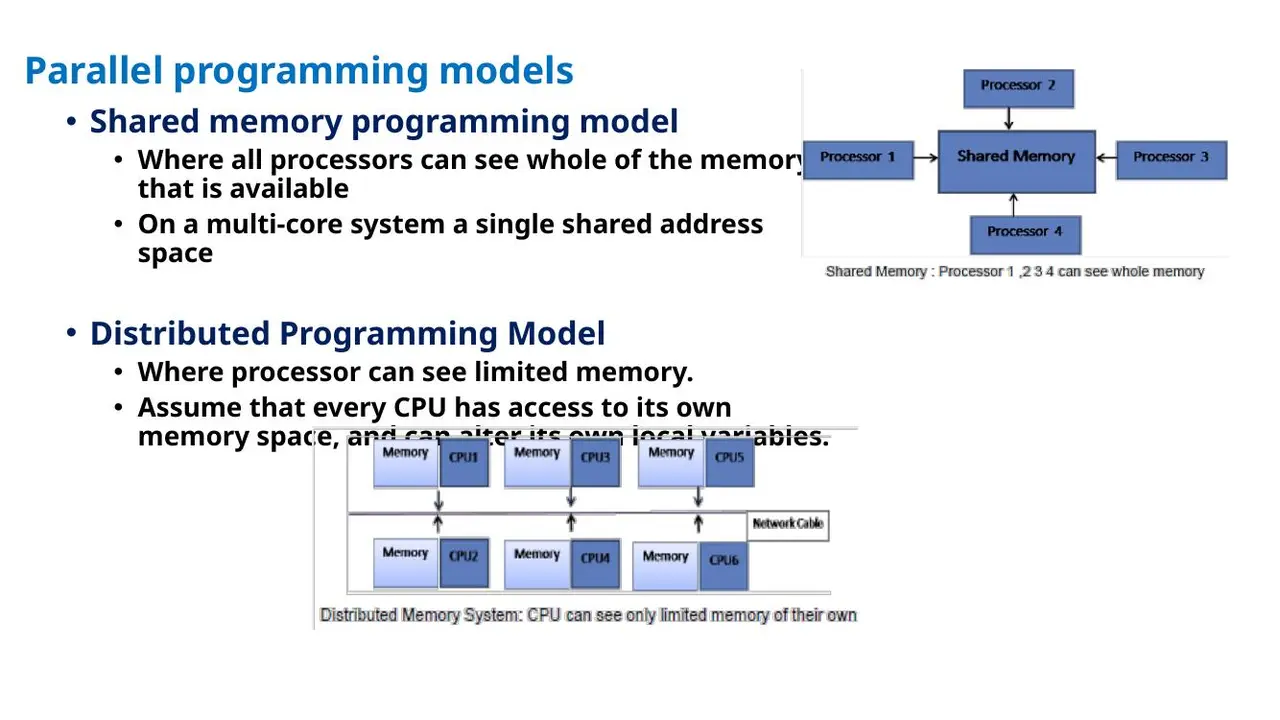 Parallel programming models
• Shared memory programming model
• Where all processors can see whole of the memory
that is available
• On a multi-core system a single shared address
space
Processor 2
Processor 1
Shared Memory
Processor 3
Processor 4
Shared Memory : Processor 1 ,2 3 4 can see whole memory
• Distributed Programming Model
• Where processor can see limited memory.
• Assume that every CPU has access to its own
memory space, and can alter its own local variables.
Memory CPU1 Memory CPU3 Memory CPU5
Network Cable
Memory CPU2 Memory CPU4 Memory CPU6
Distributed Memory System: CPU can see only limited memory of their own